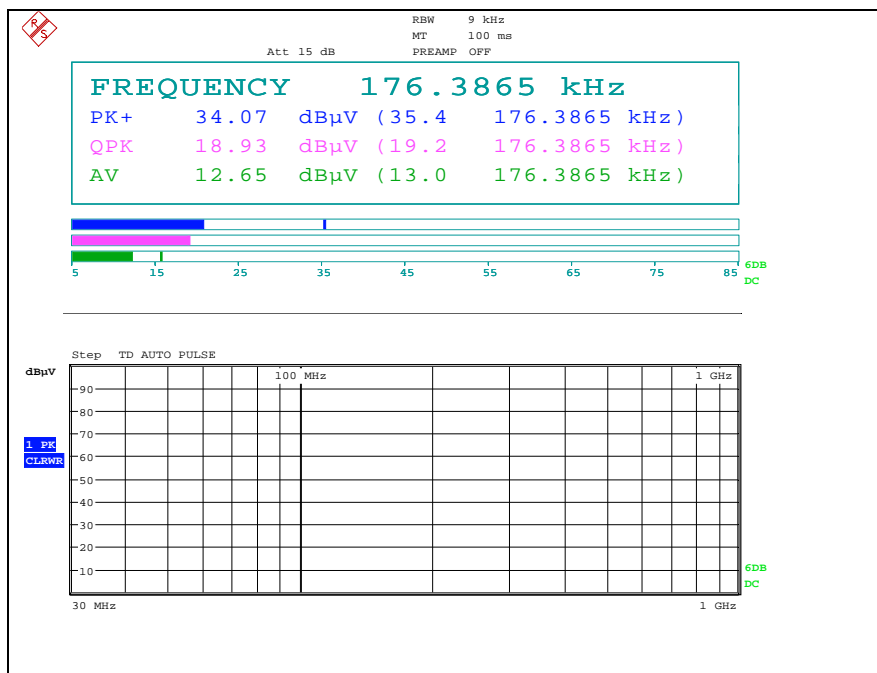 R S
RBW 9 kHz
MT 100 ms
Att 15 dB PREAMP OFF
FREQUENCY 176.3865 kHz
PK+ 34.07 dBµV (35.4 176.3865 kHz)
QPK 18.93 dBµV (19.2 176.3865 kHz)
AV 12.65 dBµV (13.0 176.3865 kHz)
5 15 25 35 45 55 65 75 85
6DB
DC
Step TD AUTO PULSE
dBµV
100 MHz 1 GHz
90
80
70
1 PK
CLRWR
60
50
40
30
20
10
6DB
DC
30 MHz 1 GHz